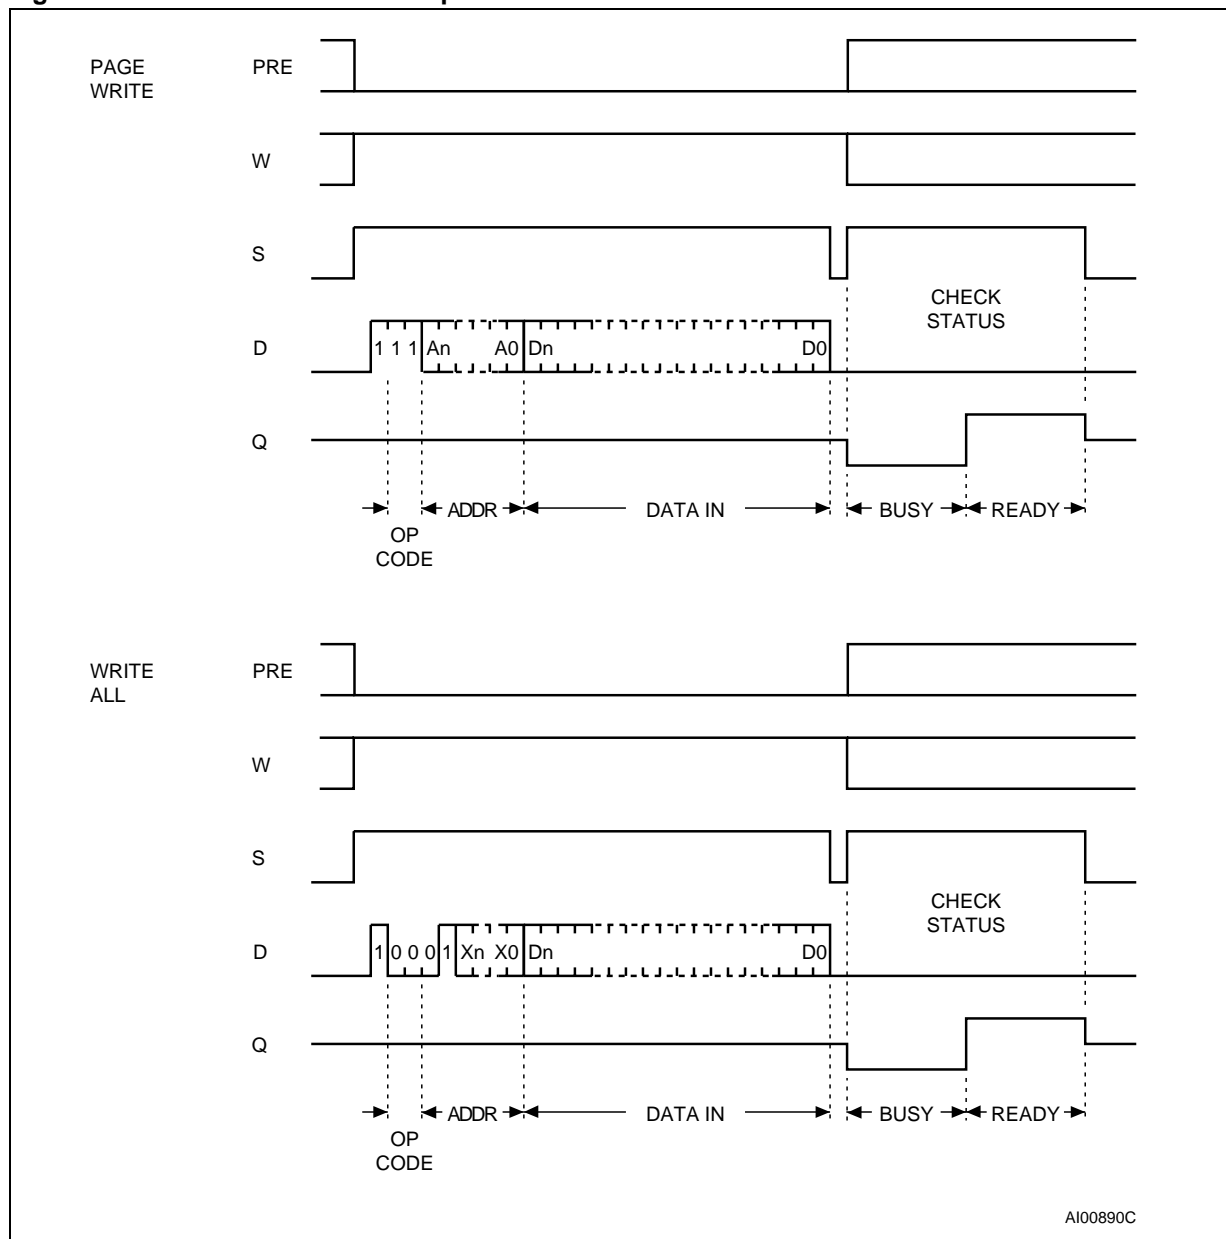 PAGE
WRITE
PRE
W
S
CHECK
STATUS
D
1 1 1 An A0 Dn D0
Q
ADDR DATA IN BUSY READY
OP
CODE
WRITE
ALL
PRE
W
S
CHECK
STATUS
D
1 0 0 0 1 Xn X0 Dn D0
Q
ADDR DATA IN BUSY READY
OP
CODE
AI00890C